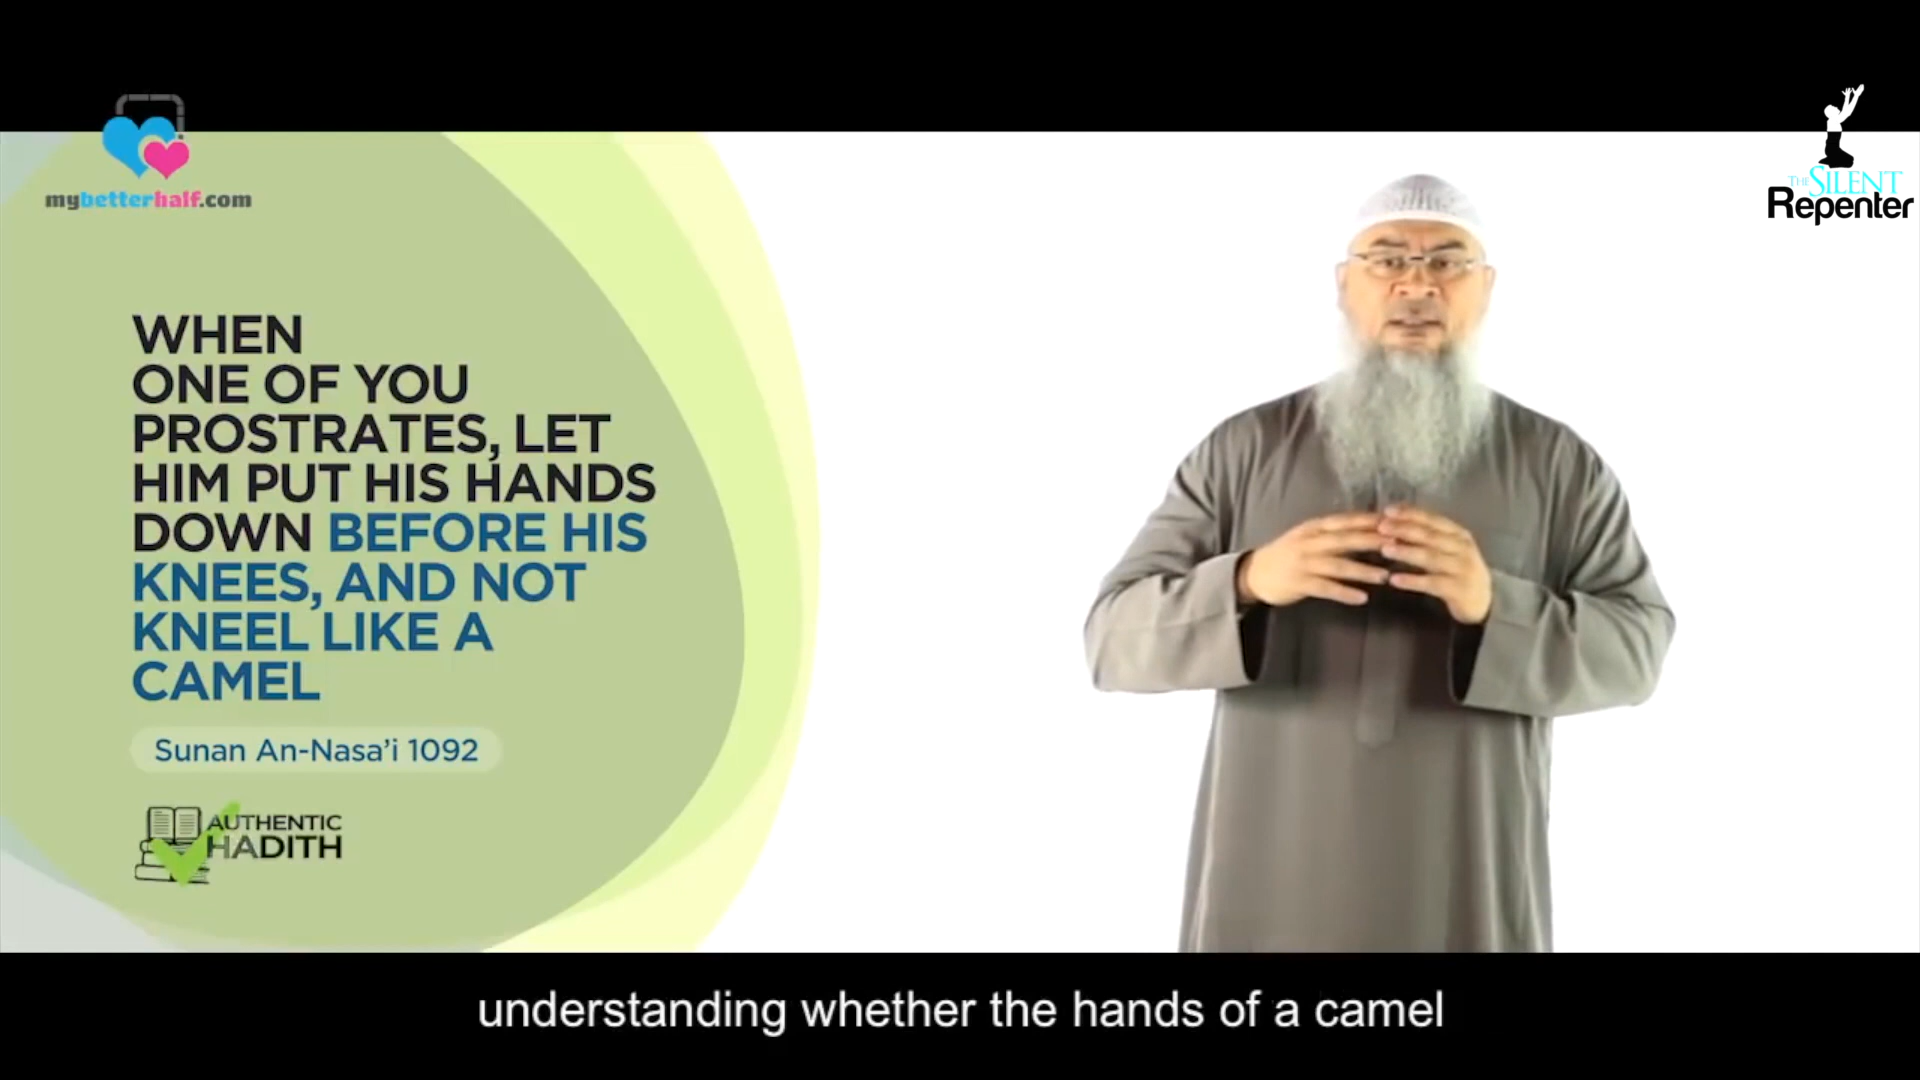 mybetterhalf.com
THE SILENT
Repenter
WHEN
ONE OF YOU
PROSTRATES, LET
HIM PUT HIS HANDS
DOWN BEFORE HIS
KNEES, AND NOT
KNEEL LIKE A
CAMEL
Sunan An-Nasa'i 1092
AUTHENTIC
HADITH
understanding whether the hands of a camel